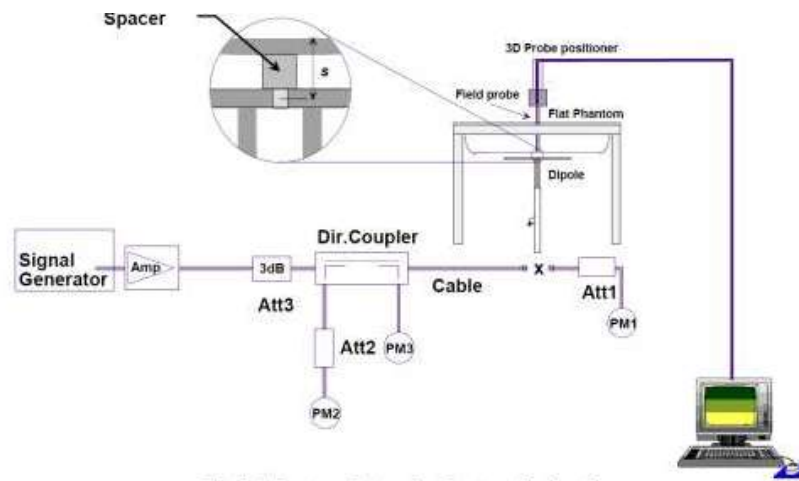 Spacer
s
3D Probe positioner
Field probe
Flat Phantom
Dipole
Dir.Coupler
Signal
Generator
Amp
3dB
Att3
Cable
x
Att1
PM1
Att2
PM3
PM2